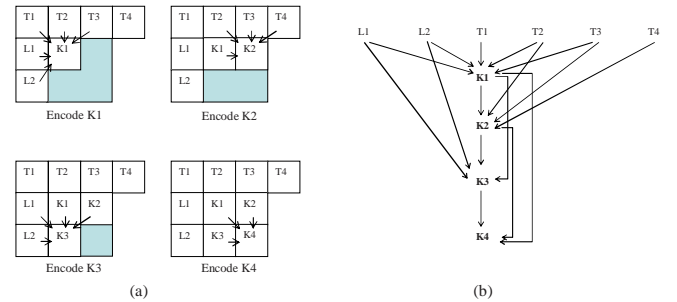 T1 T2 T3 T4
L1 K1
L2
Encode K1
T1 T2 T3 T4
L1 K1 K2
L2
Encode K2
T1 T2 T3 T4
L1 K1 K2
L2 K3
Encode K3
T1 T2 T3 T4
L1 K1 K2
L2 K3 K4
Encode K4
(a)
L1 L2 T1 T2 T3 T4
K1
K2
K3
K4
(b)